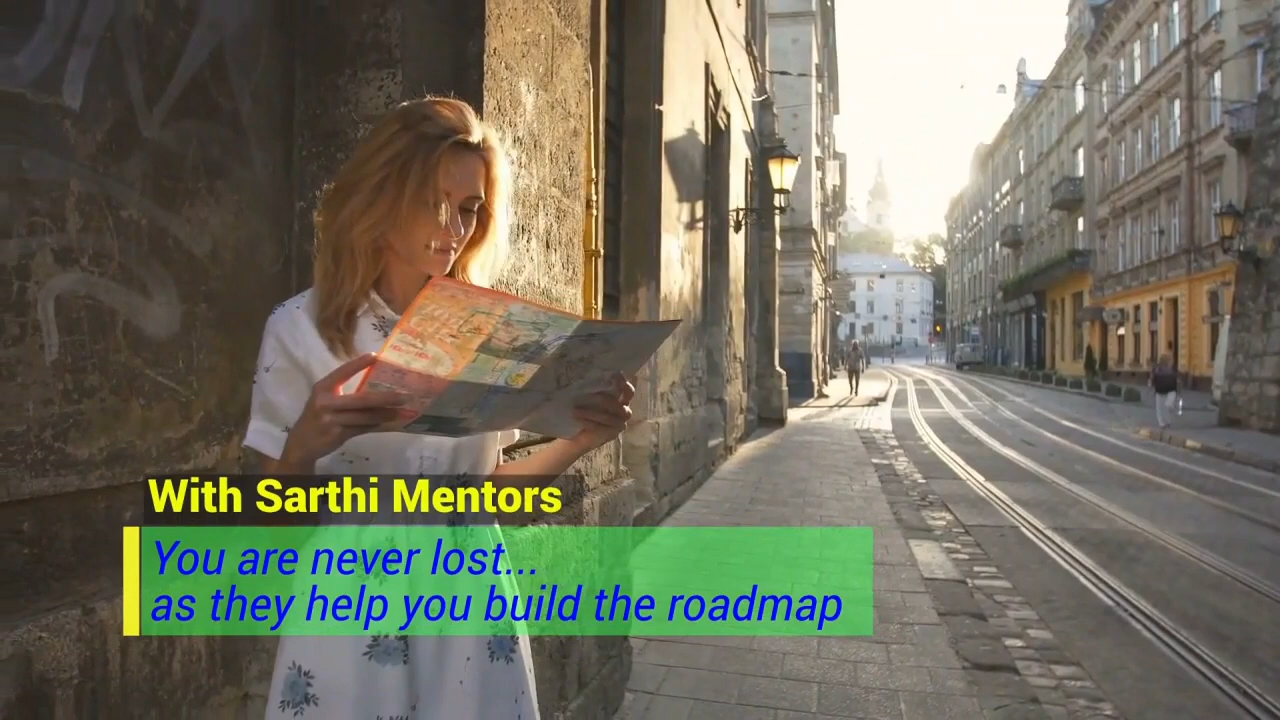 With Sarthi Mentors
You are never lost...
as they help you build the roadmap